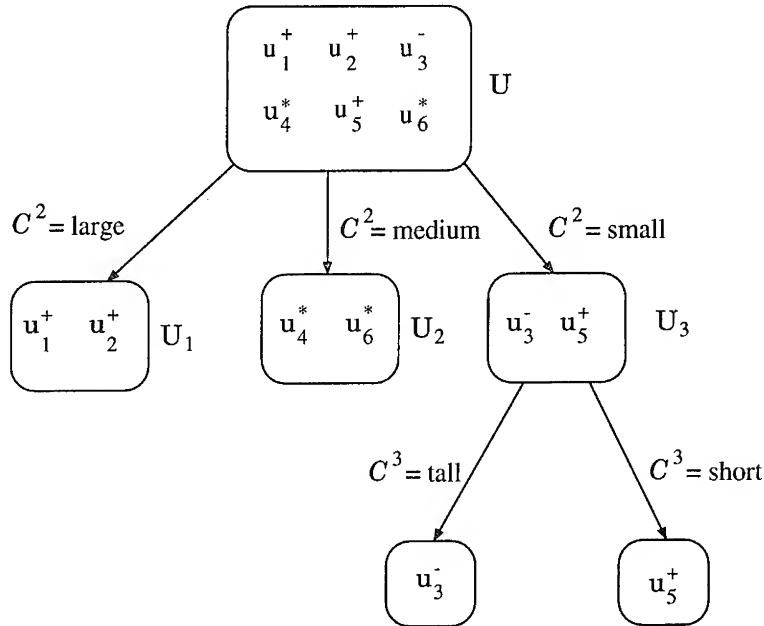 u₁⁺ u₂⁺ u₃⁻
U
u₄* u₅⁺ u₆*
C² = large
C² = medium
C² = small
u₁⁺ u₂⁺
U₁
u₄* u₆*
U₂
u₃⁻ u₅⁺
U₃
C³ = tall
C³ = short
u₃⁻
u₅⁺